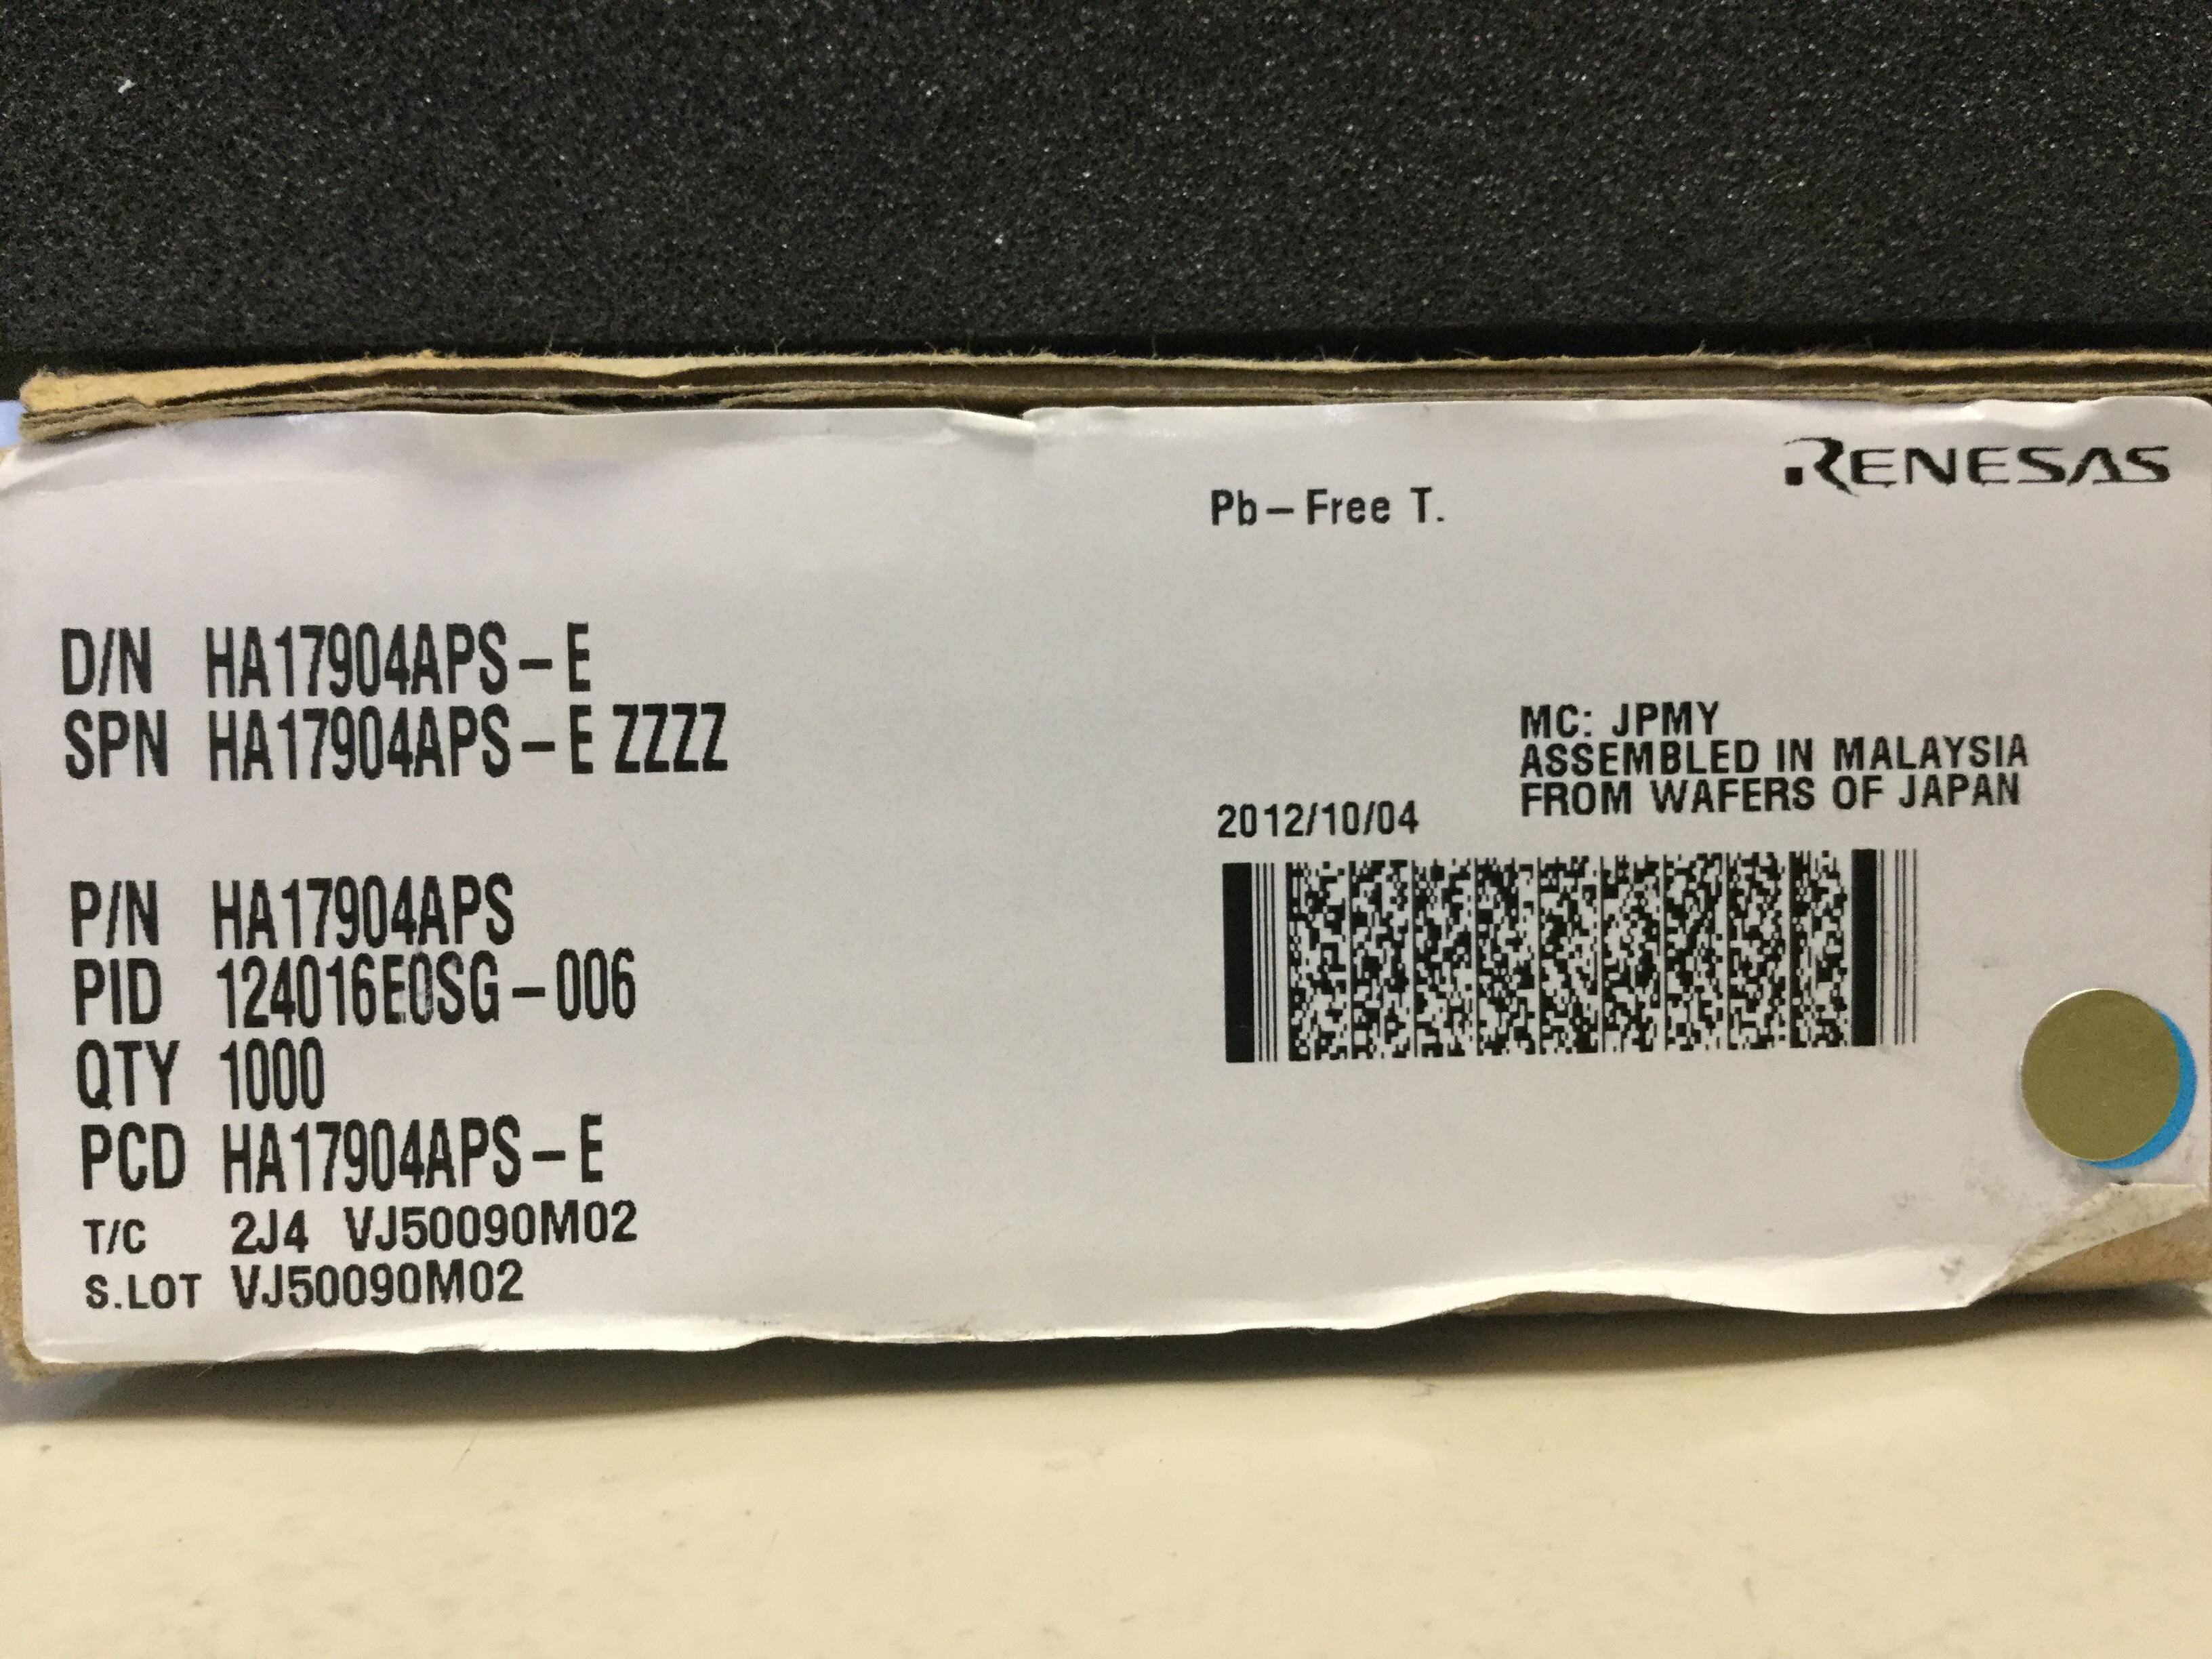 RENESAS
Pb-Free T.
D/N HA17904APS-E
SPN HA17904APS-E ZZZZ
MC: JPMY
ASSEMBLED IN MALAYSIA
FROM WAFERS OF JAPAN
2012/10/04
P/N HA17904APS
PID 124016E0SG-006
QTY 1000
PCD HA17904APS-E
T/C 2J4 VJ50090M02
S.LOT VJ50090M02